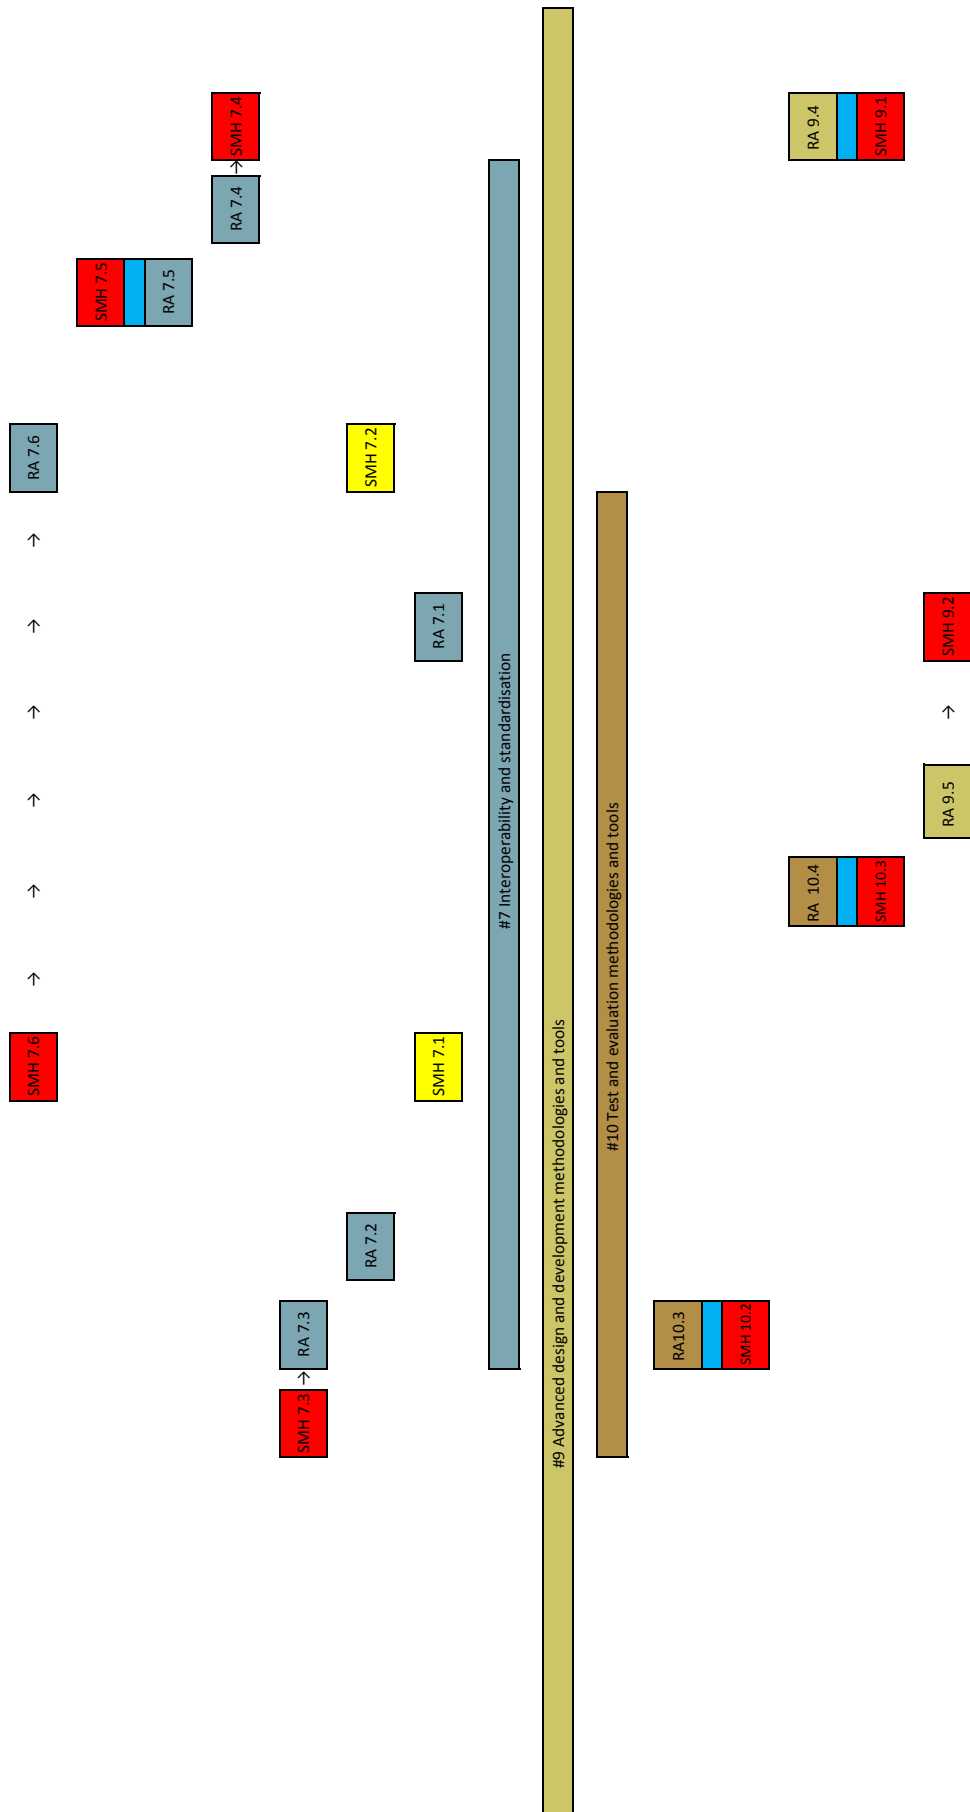 SMH 7.6 → → → → → → RA 7.6
SMH 7.5
RA 7.5
RA 7.4 → SMH 7.4
SMH 7.3 → RA 7.3
RA 7.2
SMH 7.2
SMH 7.1
RA 7.1
#7 Interoperability and standardisation
#9 Advanced design and development methodologies and tools
#10 Test and evaluation methodologies and tools
RA10.3
SMH 10.2
RA 10.4
SMH 10.3
RA 9.4
SMH 9.1
RA 9.5 → SMH 9.2